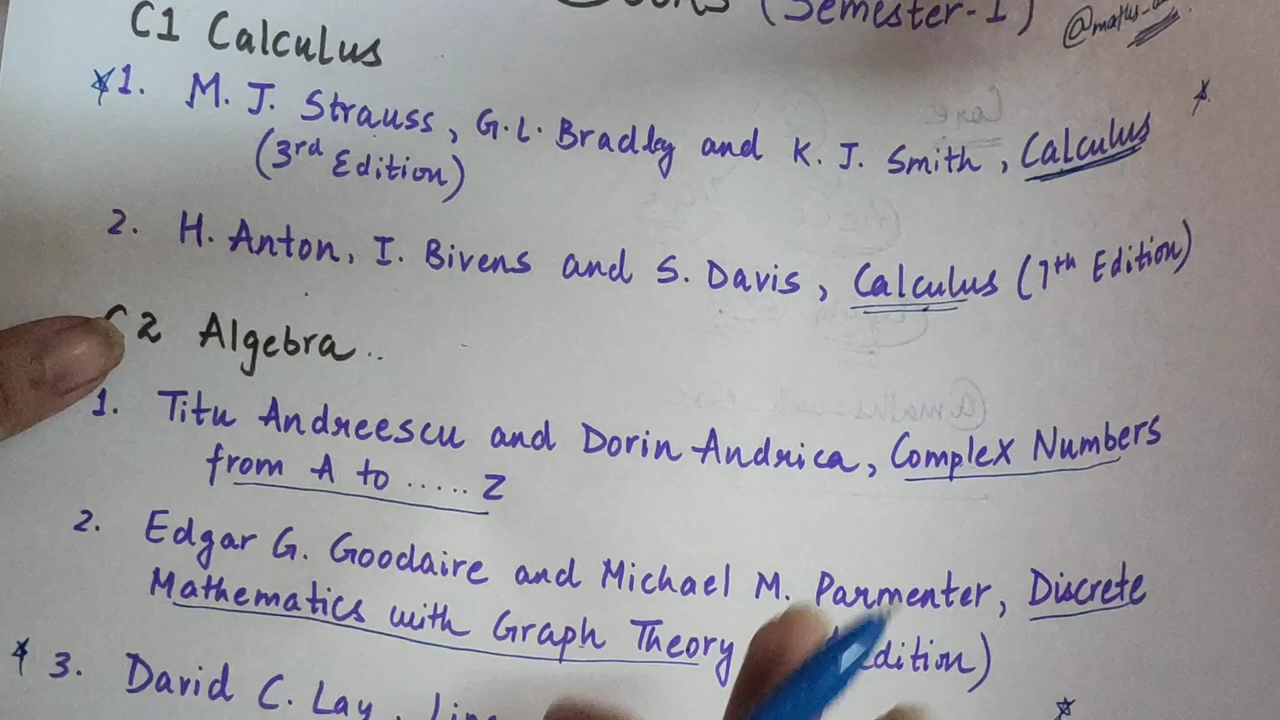 (Semester-I)
C1 Calculus
1. M. J. Strauss, G.L. Bradley and K. J. Smith, Calculus
(3rd Edition)
2. H. Anton, I. Bivens and S. Davis, Calculus (7th Edition)
C2 Algebra..
1. Titu Andreescu and Dorin Andrica, Complex Numbers
from A to ..... Z
2. Edgar G. Goodaire and Michael M. Parmenter, Discrete
Mathematics with Graph Theory
3. David C. Lay,